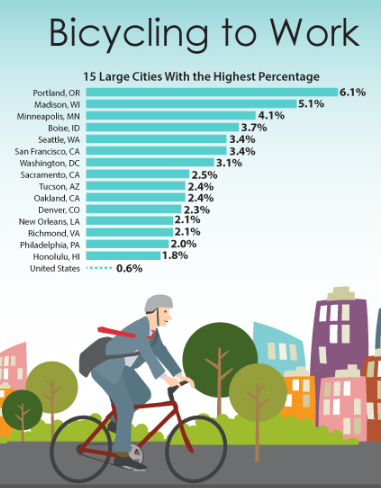 Bicycling to Work
15 Large Cities With the Highest Percentage
Portland, OR 6.1%
Madison, WI 5.1%
Minneapolis, MN 4.1%
Boise, ID 3.7%
Seattle, WA 3.4%
San Francisco, CA 3.4%
Washington, DC 3.1%
Sacramento, CA 2.5%
Tucson, AZ 2.4%
Oakland, CA 2.4%
Denver, CO 2.3%
New Orleans, LA 2.1%
Richmond, VA 2.1%
Philadelphia, PA 2.0%
Honolulu, HI 1.8%
United States 0.6%